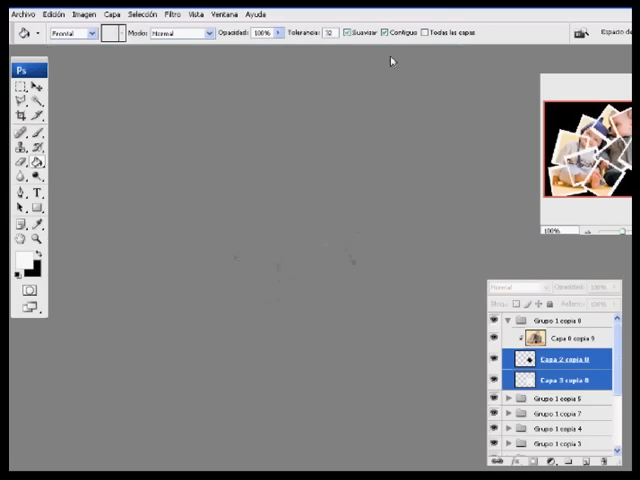 Archivo Edición Imagen Capa Selección Filtro Vista Ventana Ayuda
Frontal Modo: Normal Opacidad: 100% Tolerancia: 32 Suavizar Contiguo Todas las capas Espacio de
Ps
T
100%
Normal Opacidad: 100%
100%
Grupo 1 copia 8
Capa 8 copia 9
Capa 2 copia 8
Capa 3 copia 8
Grupo 1 copia 5
Grupo 1 copia 7
Grupo 1 copia 4
Grupo 1 copia 3